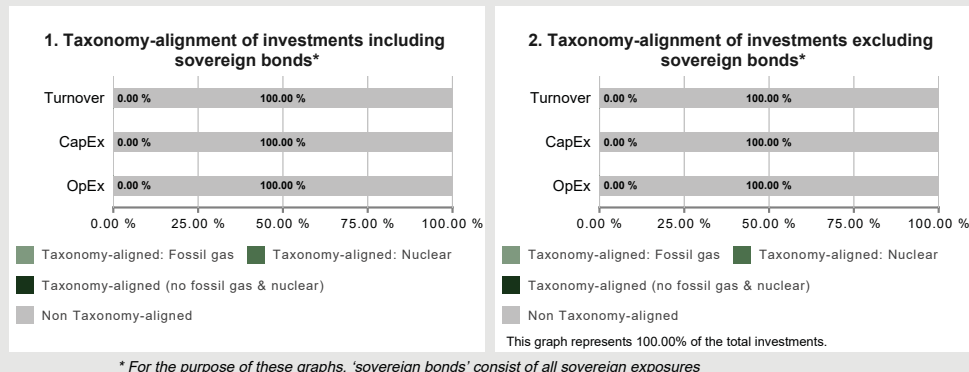 1. Taxonomy-alignment of investments including
sovereign bonds*
Turnover 0.00 % 100.00 %
CapEx 0.00 % 100.00 %
OpEx 0.00 % 100.00 %
0.00 % 25.00 % 50.00 % 75.00 % 100.00 %
Taxonomy-aligned: Fossil gas Taxonomy-aligned: Nuclear
Taxonomy-aligned (no fossil gas & nuclear)
Non Taxonomy-aligned
2. Taxonomy-alignment of investments excluding
sovereign bonds*
Turnover 0.00 % 100.00 %
CapEx 0.00 % 100.00 %
OpEx 0.00 % 100.00 %
0.00 % 25.00 % 50.00 % 75.00 % 100.00 %
Taxonomy-aligned: Fossil gas Taxonomy-aligned: Nuclear
Taxonomy-aligned (no fossil gas & nuclear)
Non Taxonomy-aligned
This graph represents 100.00% of the total investments.
* For the purpose of these graphs, ‘sovereign bonds’ consist of all sovereign exposures